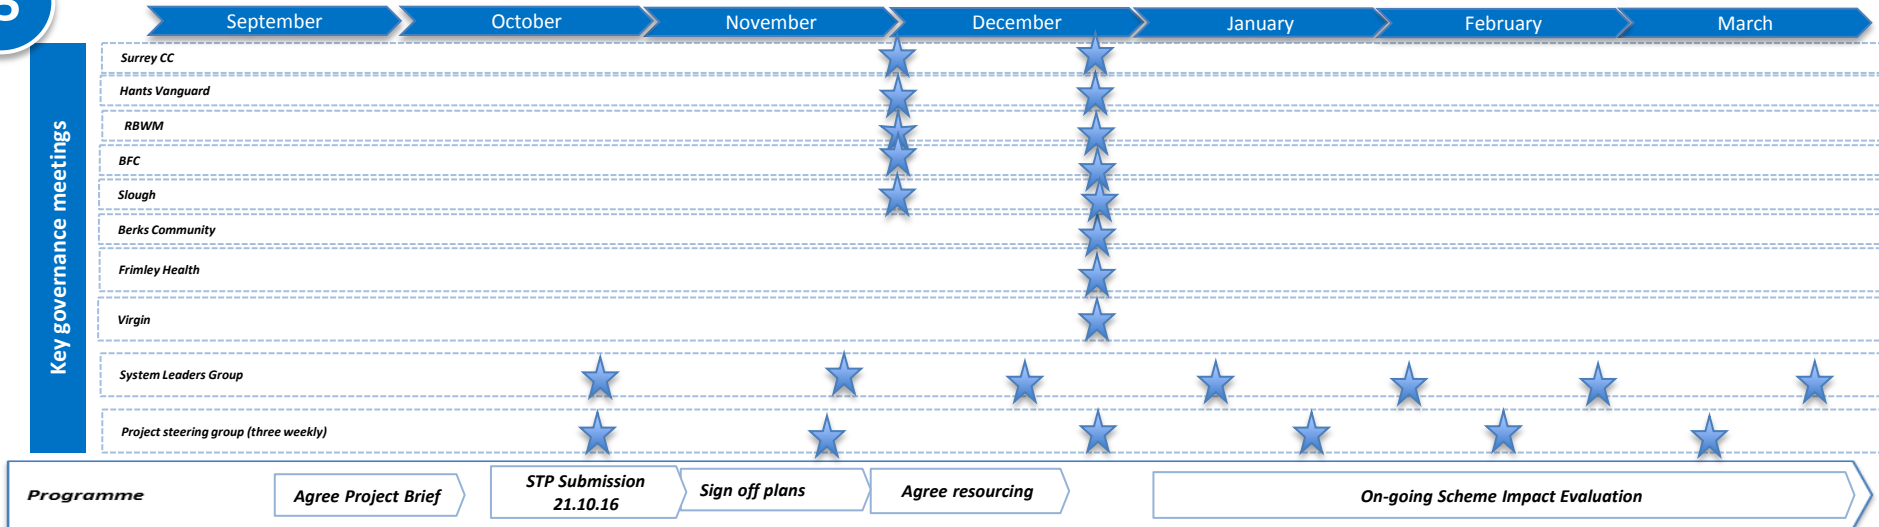 September October November December January February March
Key governance meetings
Surrey CC
Hants Vanguard
RBWM
BFC
Slough
Berks Community
Frimley Health
Virgin
System Leaders Group
Project steering group (three weekly)
Programme
Agree Project Brief
STP Submission
21.10.16
Sign off plans
Agree resourcing
On-going Scheme Impact Evaluation